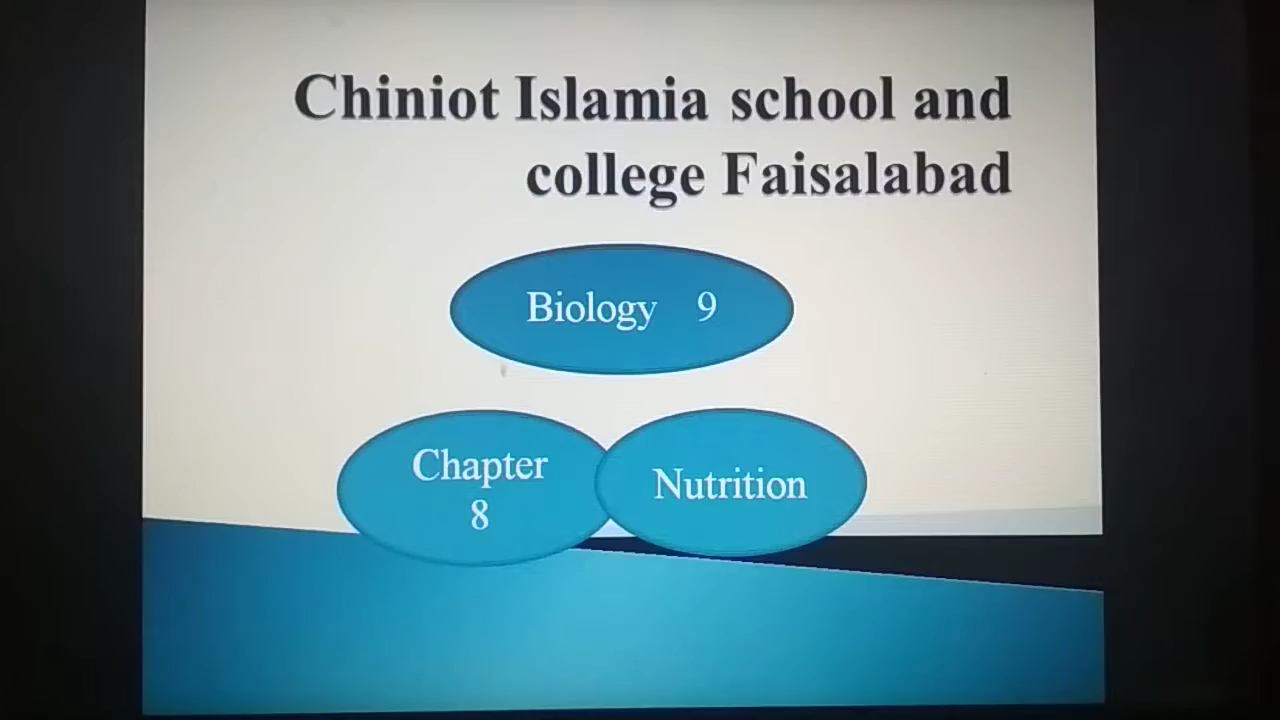 Chiniot Islamia school and
college Faisalabad
Biology 9
Chapter
8
Nutrition